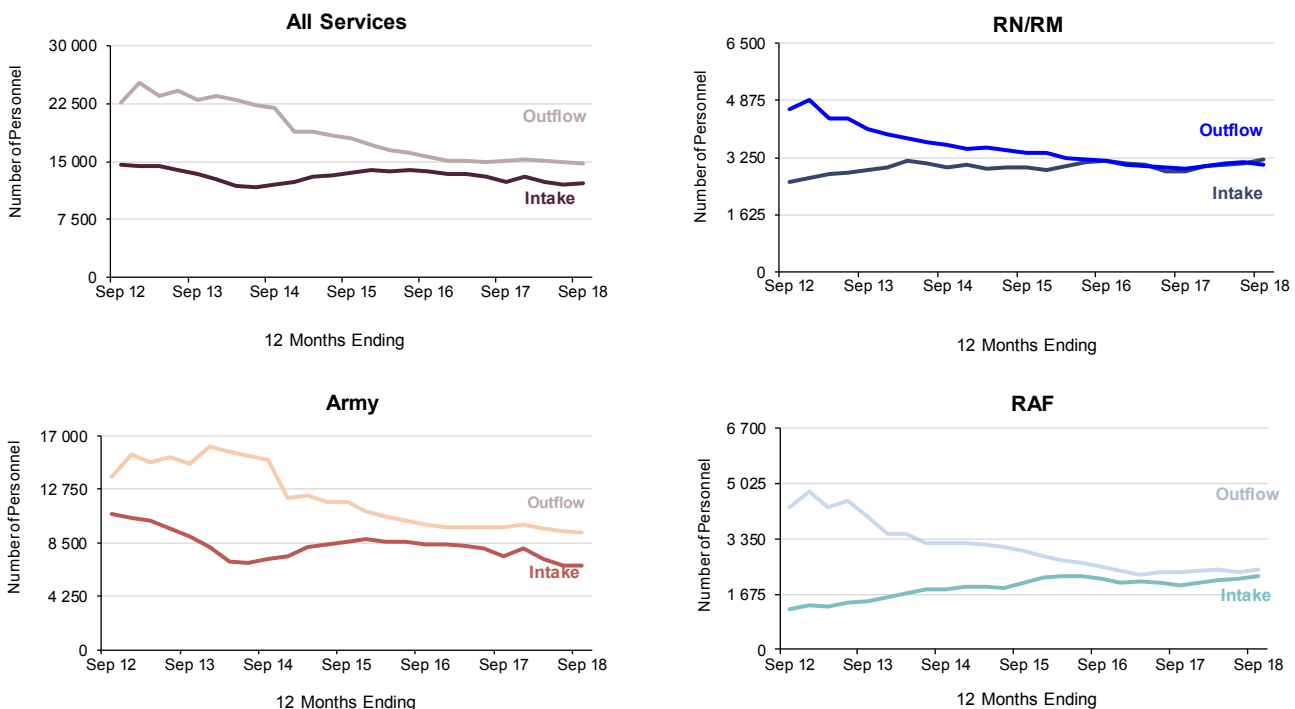 All Services
Number of Personnel
30 000
22 500
15 000
7 500
0
Outflow
Intake
Sep 12 Sep 13 Sep 14 Sep 15 Sep 16 Sep 17 Sep 18
12 Months Ending
RN/RM
Number of Personnel
6 500
4 875
3 250
1 625
0
Outflow
Intake
Sep 12 Sep 13 Sep 14 Sep 15 Sep 16 Sep 17 Sep 18
12 Months Ending
Army
Number of Personnel
17 000
12 750
8 500
4 250
0
Outflow
Intake
Sep 12 Sep 13 Sep 14 Sep 15 Sep 16 Sep 17 Sep 18
12 Months Ending
RAF
Number of Personnel
6 700
5 025
3 350
1 675
0
Outflow
Intake
Sep 12 Sep 13 Sep 14 Sep 15 Sep 16 Sep 17 Sep 18
12 Months Ending